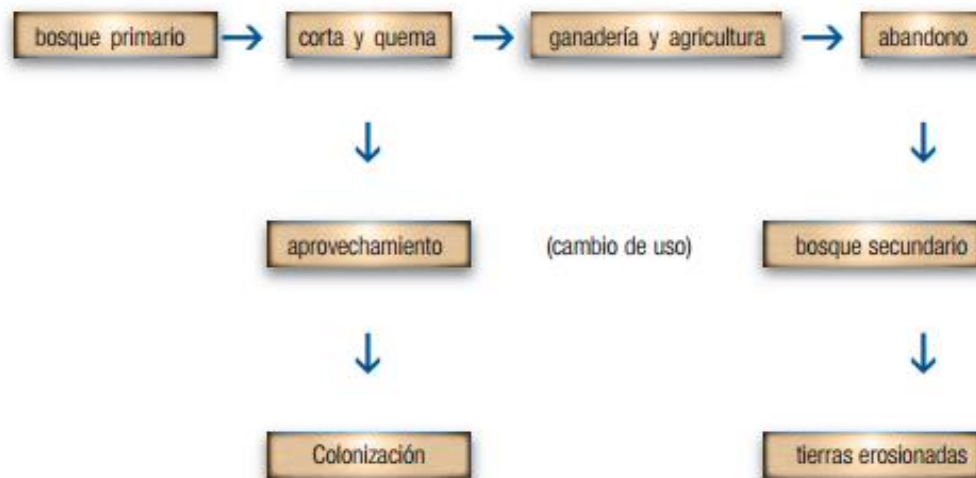 bosque primario → corta y quema → ganadería y agricultura → abandono
aprovechamiento (cambio de uso) bosque secundario
Colonización tierras erosionadas